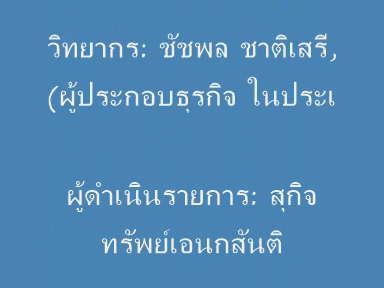 วิทยากร: ชัชพล ชาติเสรี,
(ผู้ประกอบธุรกิจ ในประเ
ผู้ดำเนินรายการ: สุกิจ
ทรัพย์เอนกสันติ